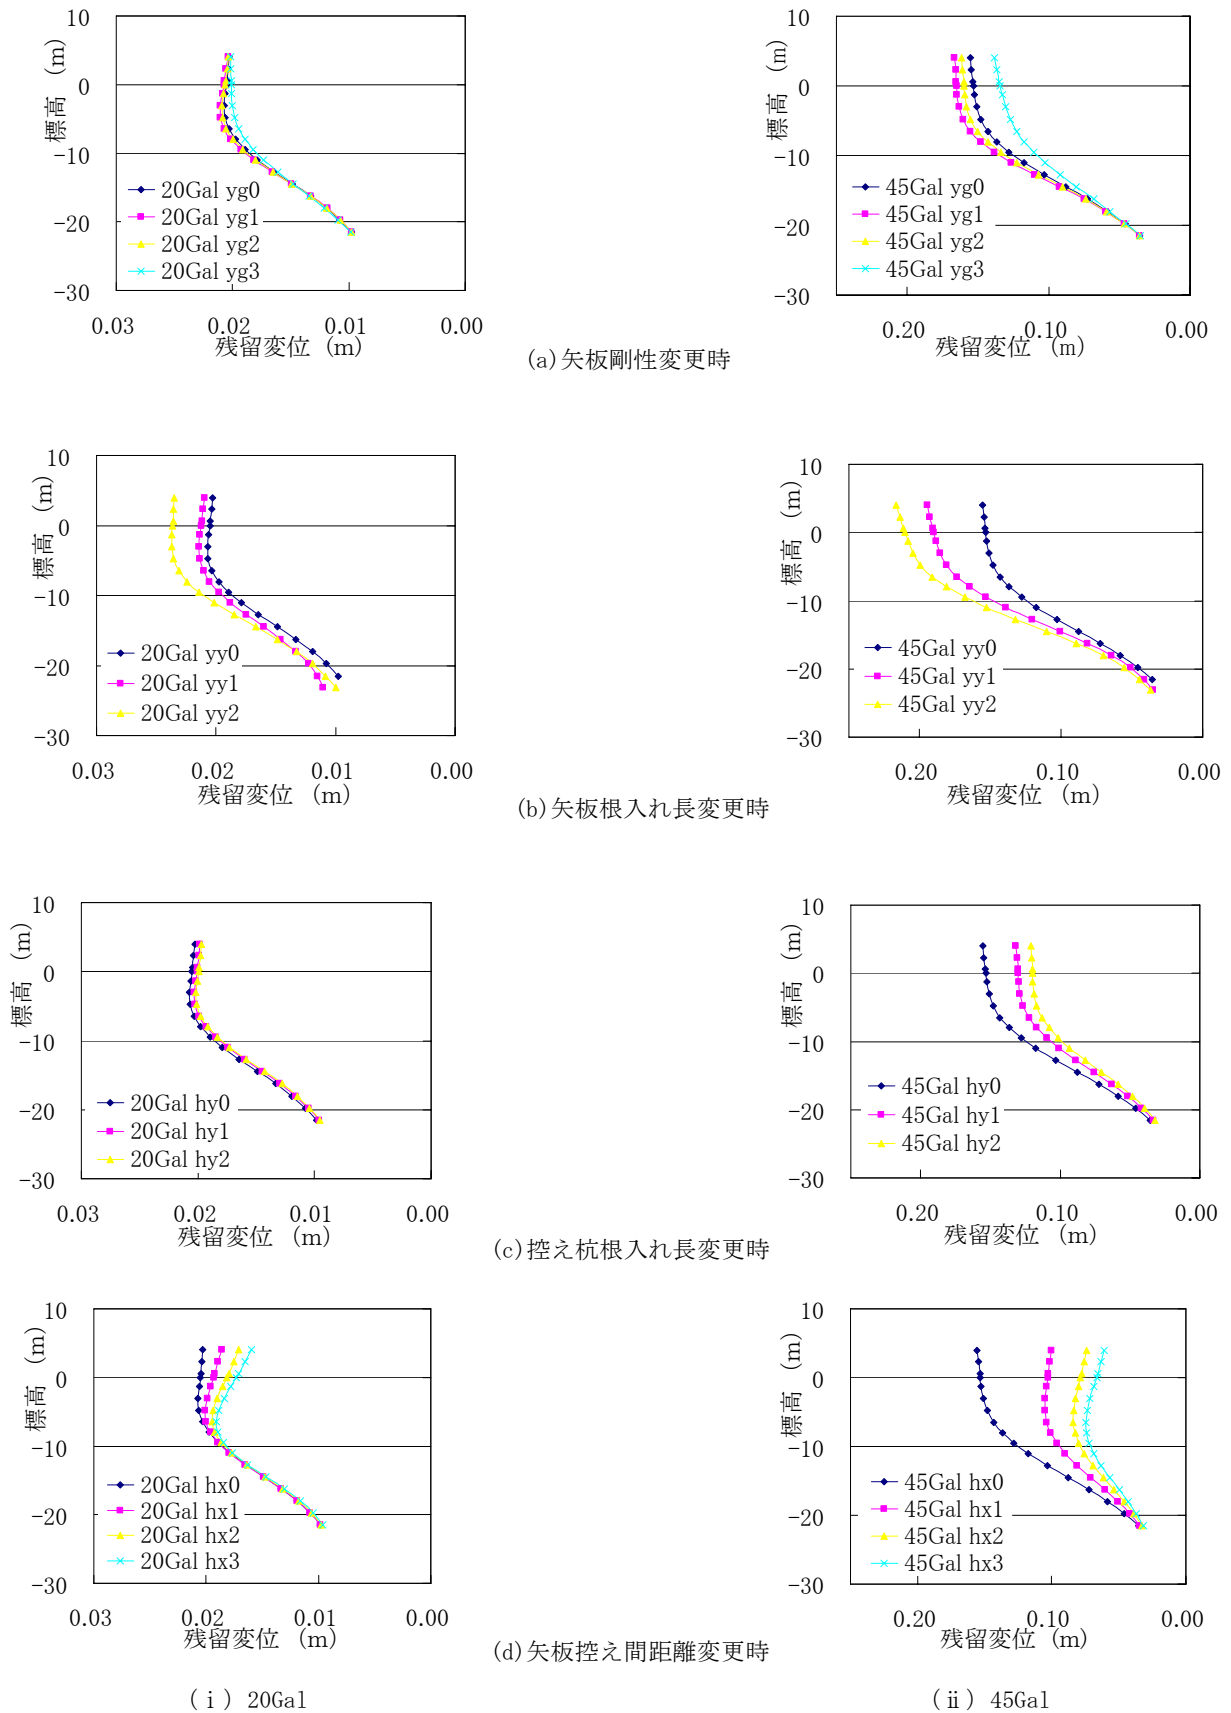 10
0
-10
-20
-30
標高 (m)
20Gal yg0
20Gal yg1
20Gal yg2
20Gal yg3
0.03 0.02 0.01 0.00
残留変位 (m)
10
0
-10
-20
-30
標高 (m)
45Gal yg0
45Gal yg1
45Gal yg2
45Gal yg3
0.20 0.10 0.00
残留変位 (m)
(a)矢板剛性変更時
10
0
-10
-20
-30
標高 (m)
20Gal yy0
20Gal yy1
20Gal yy2
0.03 0.02 0.01 0.00
残留変位 (m)
10
0
-10
-20
-30
標高 (m)
45Gal yy0
45Gal yy1
45Gal yy2
0.20 0.10 0.00
残留変位 (m)
(b)矢板根入れ長変更時
10
0
-10
-20
-30
標高 (m)
20Gal hy0
20Gal hy1
20Gal hy2
0.03 0.02 0.01 0.00
残留変位 (m)
10
0
-10
-20
-30
標高 (m)
45Gal hy0
45Gal hy1
45Gal hy2
0.20 0.10 0.00
残留変位 (m)
(c)控え杭根入れ長変更時
10
0
-10
-20
-30
標高 (m)
20Gal hx0
20Gal hx1
20Gal hx2
20Gal hx3
0.03 0.02 0.01 0.00
残留変位 (m)
10
0
-10
-20
-30
標高 (m)
45Gal hx0
45Gal hx1
45Gal hx2
45Gal hx3
0.20 0.10 0.00
残留変位 (m)
(d)矢板控え間距離変更時
(ⅰ) 20Gal
(ⅱ) 45Gal